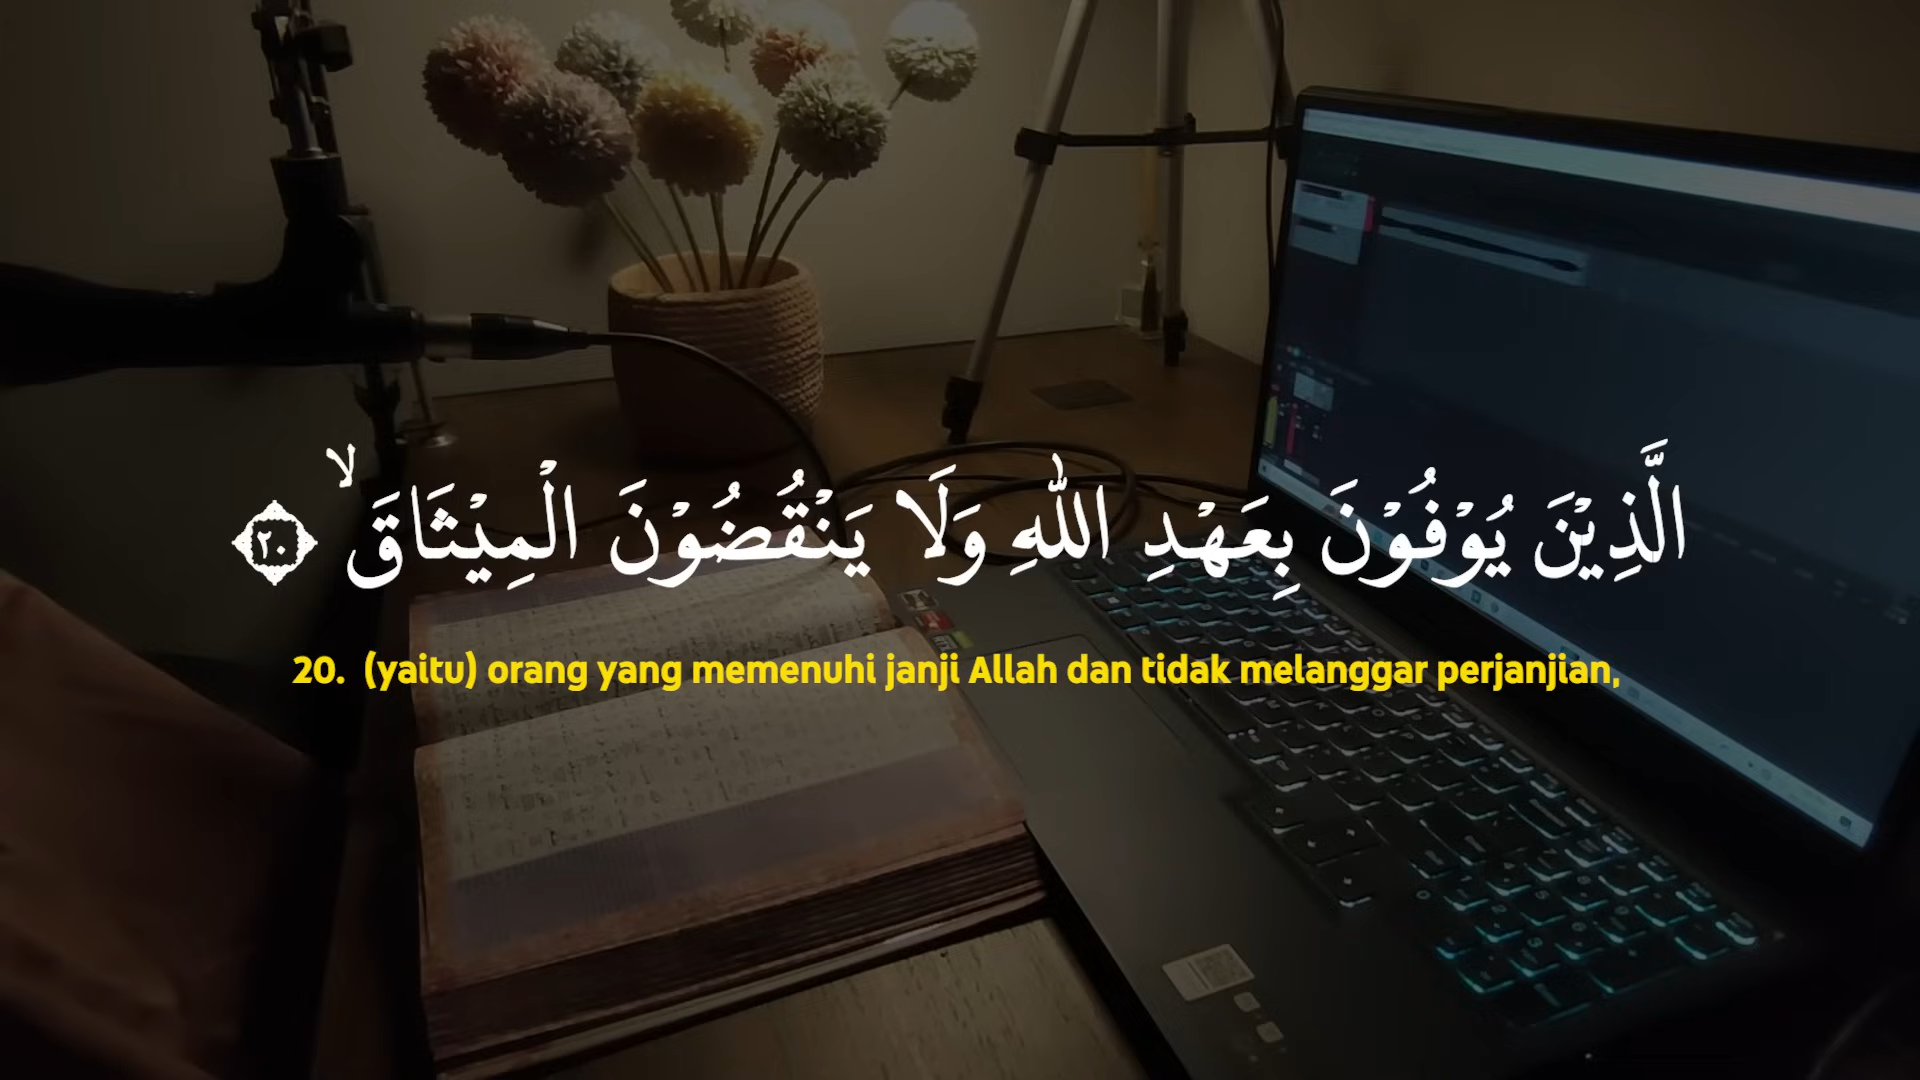 الَّذِيْنَ يُوْفُوْنَ بِعَهْدِ اللّٰهِ وَلَا يَنْقُضُوْنَ الْمِيْثَاقَۙ ۝٢٠
20. (yaitu) orang yang memenuhi janji Allah dan tidak melanggar perjanjian,